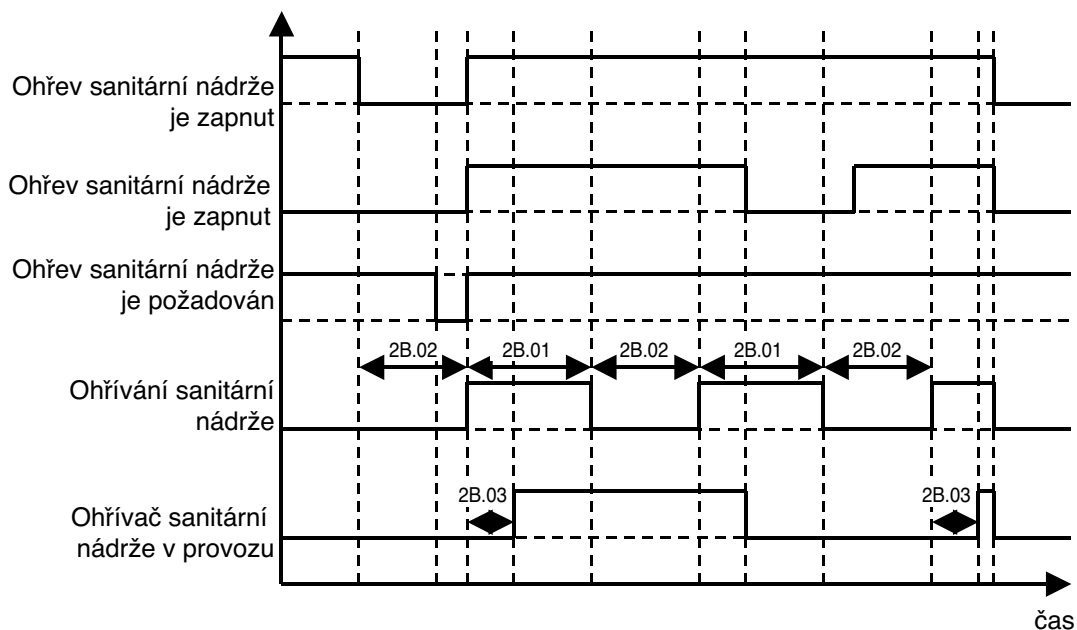 Ohřev sanitární nádrže
je zapnut
Ohřev sanitární nádrže
je zapnut
Ohřev sanitární nádrže
je požadován
2B.02
2B.01
2B.02
2B.01
2B.02
Ohřívání sanitární
nádrže
2B.03
2B.03
Ohřívač sanitární
nádrže v provozu
čas